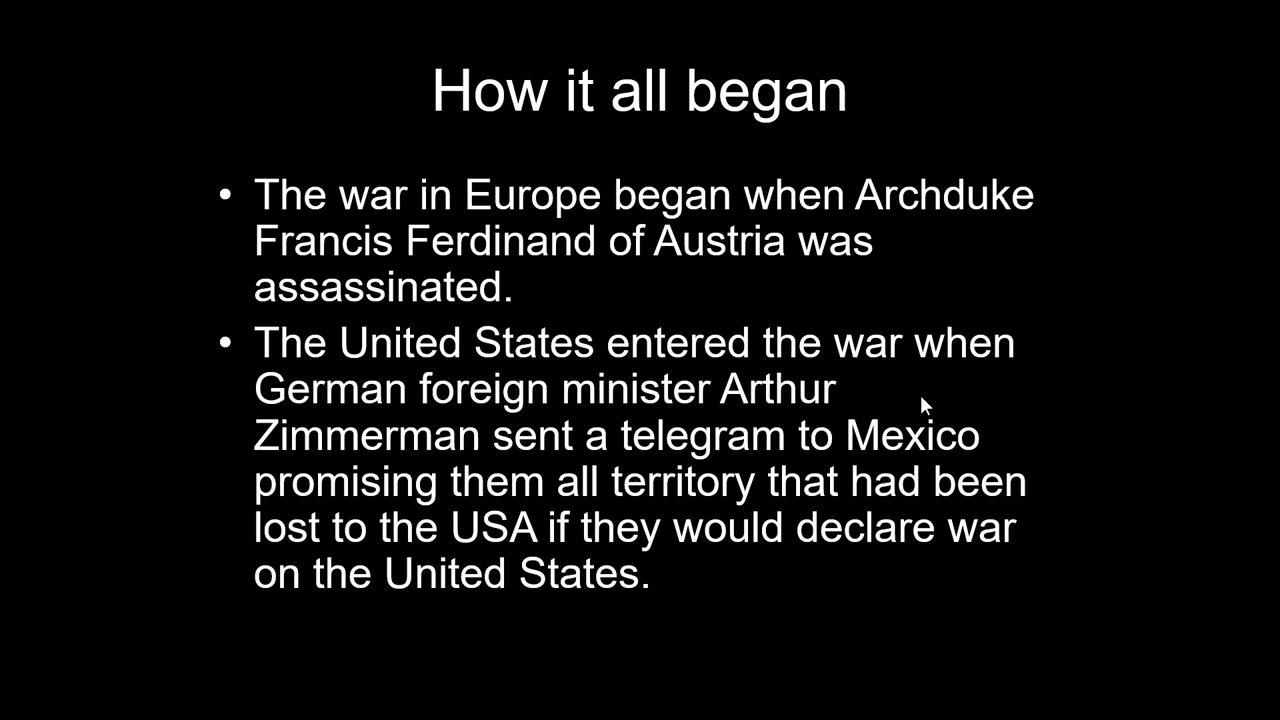 How it all began
• The war in Europe began when Archduke
Francis Ferdinand of Austria was
assassinated.
• The United States entered the war when
German foreign minister Arthur
Zimmerman sent a telegram to Mexico
promising them all territory that had been
lost to the USA if they would declare war
on the United States.